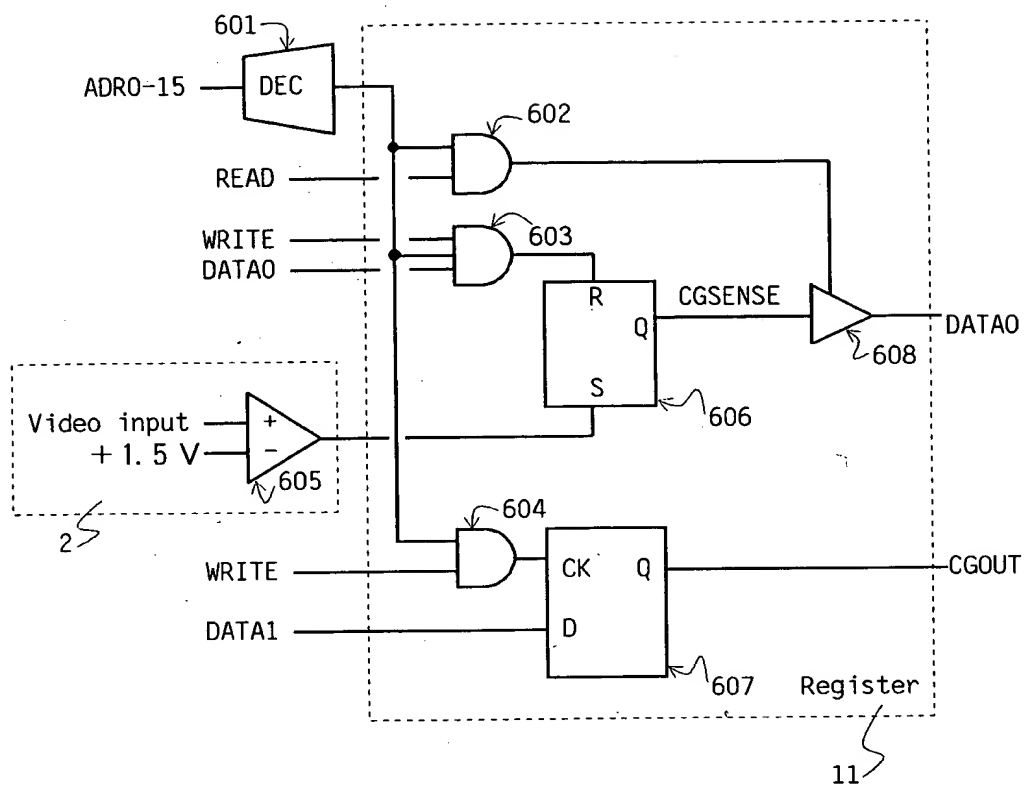 601
ADR0-15
DEC
602
READ
WRITE
603
DATA0
R
CGSENSE
Q
DATA0
608
S
606
Video input
+
+1.5 V
-
605
2
604
WRITE
CK
Q
CGOUT
DATA1
D
607
Register
11